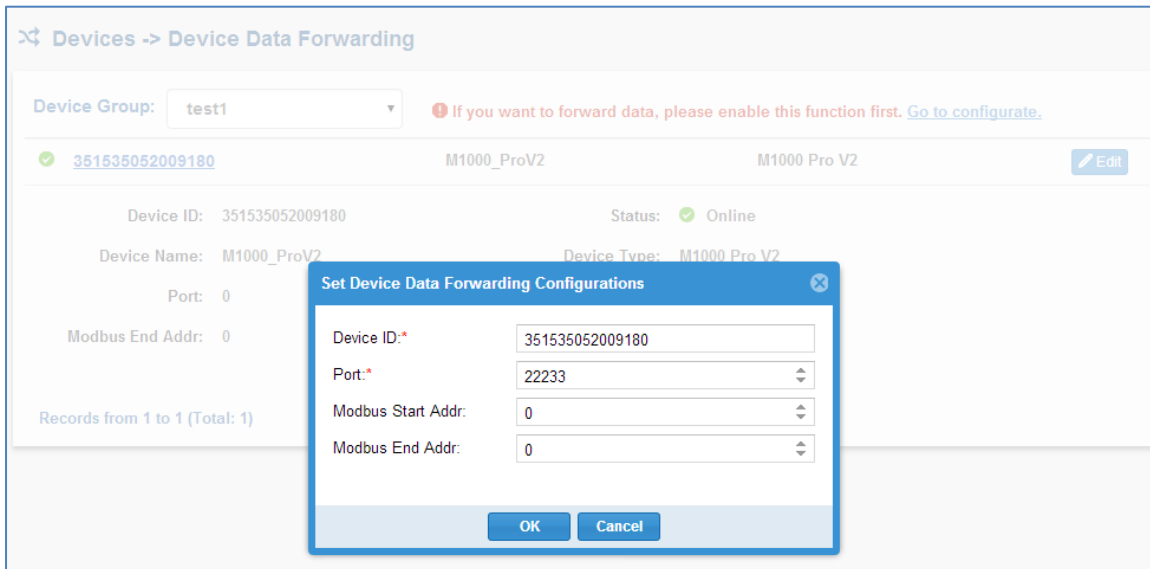 Devices -> Device Data Forwarding
Device Group: test1 If you want to forward data, please enable this function first. Go to configurate.
351535052009180 M1000_ProV2 M1000 Pro V2 Edit
Device ID: 351535052009180 Status: Online
Device Name: M1000_ProV2 Device Type: M1000 Pro V2
Port: 0
Modbus End Addr: 0
Records from 1 to 1 (Total: 1)
Set Device Data Forwarding Configurations
Device ID:* 351535052009180
Port:* 22233
Modbus Start Addr: 0
Modbus End Addr: 0
OK Cancel